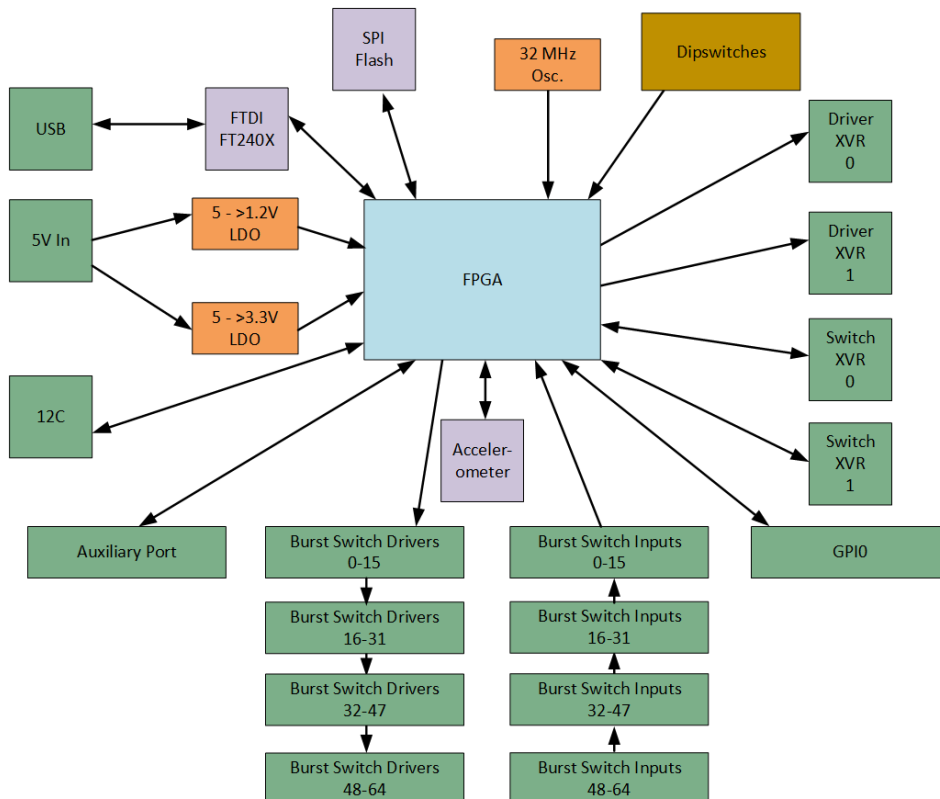 SPI
Flash
32 MHz
Osc.
Dipswitches
USB
FTDI
FT240X
Driver
XVR
0
5V In
5 - >1.2V
LDO
FPGA
Driver
XVR
1
5 - >3.3V
LDO
Switch
XVR
0
12C
Acceler-
ometer
Switch
XVR
1
Auxiliary Port
Burst Switch Drivers
0-15
Burst Switch Inputs
0-15
GPI0
Burst Switch Drivers
16-31
Burst Switch Inputs
16-31
Burst Switch Drivers
32-47
Burst Switch Inputs
32-47
Burst Switch Drivers
48-64
Burst Switch Inputs
48-64